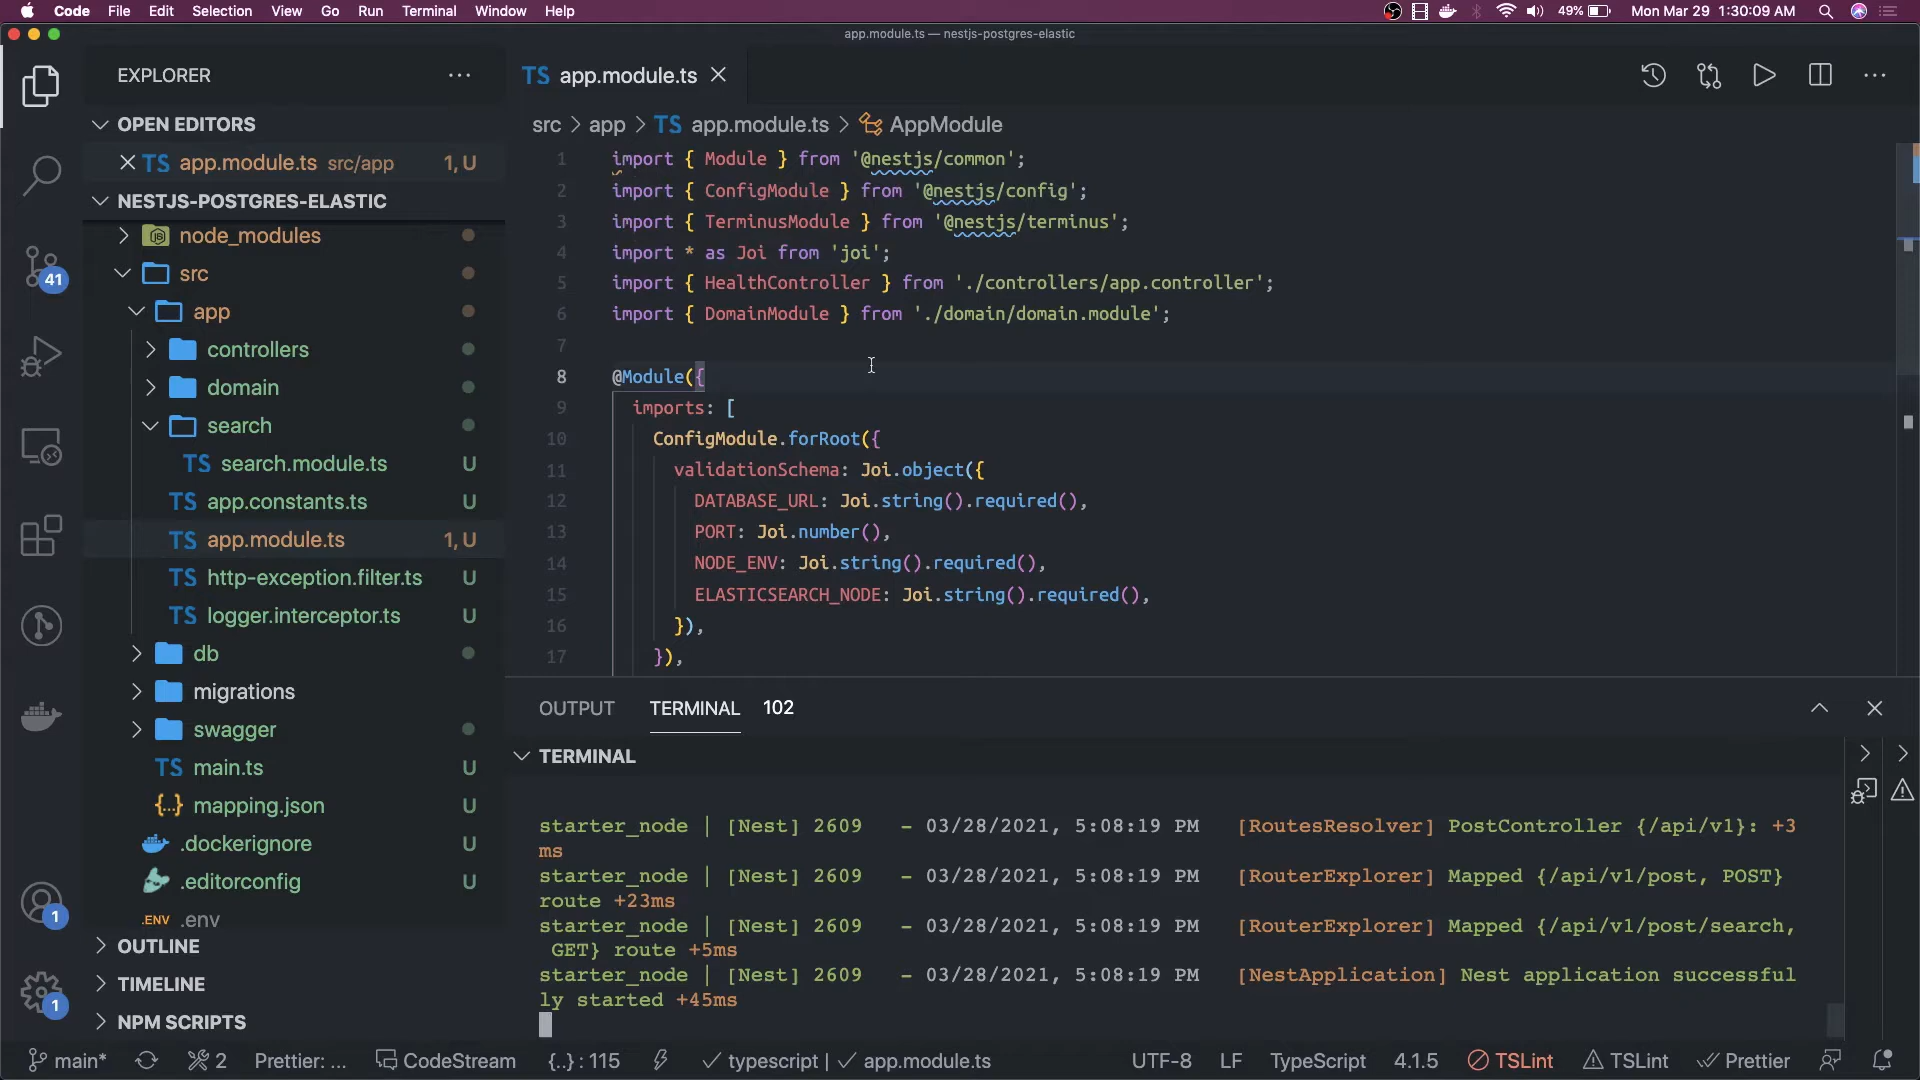 Code File Edit Selection View Go Run Terminal Window Help
49% Mon Mar 29 1:30:09 AM
app.module.ts — nestjs-postgres-elastic
EXPLORER
OPEN EDITORS
TS app.module.ts src/app 1, U
NESTJS-POSTGRES-ELASTIC
node_modules
src
app
controllers
domain
search
TS search.module.ts U
TS app.constants.ts U
TS app.module.ts 1, U
TS http-exception.filter.ts U
TS logger.interceptor.ts U
db
migrations
swagger
TS main.ts U
{..} mapping.json U
.dockerignore U
.editorconfig U
.ENV .env
OUTLINE
TIMELINE
NPM SCRIPTS
41
1
1
TS app.module.ts
src > app > TS app.module.ts > AppModule
1 import { Module } from '@nestjs/common';
2 import { ConfigModule } from '@nestjs/config';
3 import { TerminusModule } from '@nestjs/terminus';
4 import * as Joi from 'joi';
5 import { HealthController } from './controllers/app.controller';
6 import { DomainModule } from './domain/domain.module';
7
8 @Module({
9 imports: [
10 ConfigModule.forRoot({
11 validationSchema: Joi.object({
12 DATABASE_URL: Joi.string().required(),
13 PORT: Joi.number(),
14 NODE_ENV: Joi.string().required(),
15 ELASTICSEARCH_NODE: Joi.string().required(),
16 }),
17 }),
OUTPUT TERMINAL 102
TERMINAL
starter_node | [Nest] 2609 - 03/28/2021, 5:08:19 PM [RoutesResolver] PostController {/api/v1}: +3
ms
starter_node | [Nest] 2609 - 03/28/2021, 5:08:19 PM [RouterExplorer] Mapped {/api/v1/post, POST}
route +23ms
starter_node | [Nest] 2609 - 03/28/2021, 5:08:19 PM [RouterExplorer] Mapped {/api/v1/post/search,
GET} route +5ms
starter_node | [Nest] 2609 - 03/28/2021, 5:08:19 PM [NestApplication] Nest application successful
ly started +45ms
main* 2 Prettier: ... CodeStream {..} : 115 typescript | app.module.ts UTF-8 LF TypeScript 4.1.5 TSLint TSLint Prettier